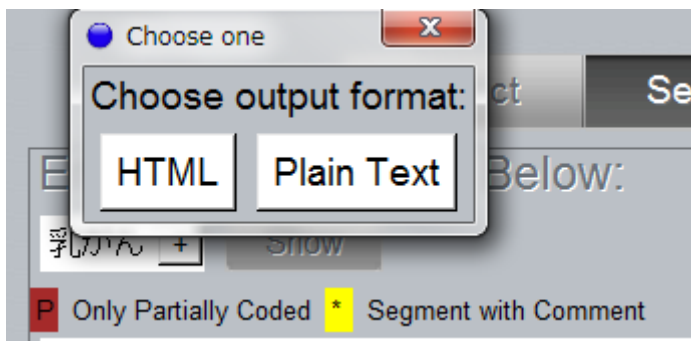 Choose one
Choose output format:
HTML
Plain Text
ct
Se
E
Below:
乳がん +
Show
P Only Partially Coded * Segment with Comment